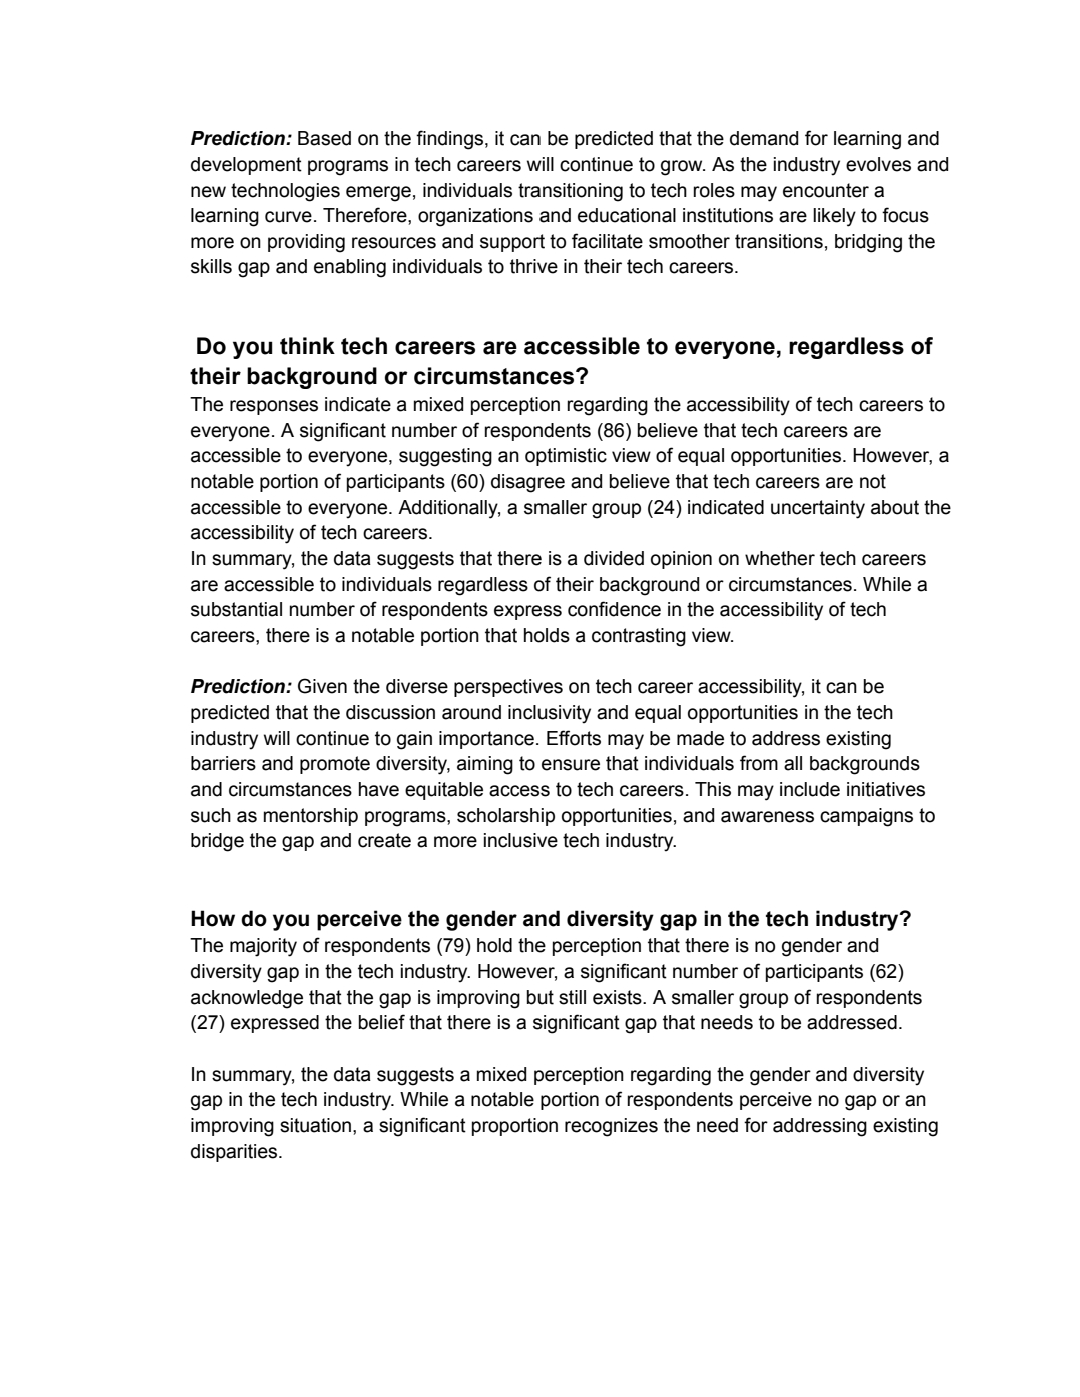 Prediction: Based on the findings, it can be predicted that the demand for learning and
development programs in tech careers will continue to grow. As the industry evolves and
new technologies emerge, individuals transitioning to tech roles may encounter a
learning curve. Therefore, organizations and educational institutions are likely to focus
more on providing resources and support to facilitate smoother transitions, bridging the
skills gap and enabling individuals to thrive in their tech careers.
Do you think tech careers are accessible to everyone, regardless of
their background or circumstances?
The responses indicate a mixed perception regarding the accessibility of tech careers to
everyone. A significant number of respondents (86) believe that tech careers are
accessible to everyone, suggesting an optimistic view of equal opportunities. However, a
notable portion of participants (60) disagree and believe that tech careers are not
accessible to everyone. Additionally, a smaller group (24) indicated uncertainty about the
accessibility of tech careers.
In summary, the data suggests that there is a divided opinion on whether tech careers
are accessible to individuals regardless of their background or circumstances. While a
substantial number of respondents express confidence in the accessibility of tech
careers, there is a notable portion that holds a contrasting view.
Prediction: Given the diverse perspectives on tech career accessibility, it can be
predicted that the discussion around inclusivity and equal opportunities in the tech
industry will continue to gain importance. Efforts may be made to address existing
barriers and promote diversity, aiming to ensure that individuals from all backgrounds
and circumstances have equitable access to tech careers. This may include initiatives
such as mentorship programs, scholarship opportunities, and awareness campaigns to
bridge the gap and create a more inclusive tech industry.
How do you perceive the gender and diversity gap in the tech industry?
The majority of respondents (79) hold the perception that there is no gender and
diversity gap in the tech industry. However, a significant number of participants (62)
acknowledge that the gap is improving but still exists. A smaller group of respondents
(27) expressed the belief that there is a significant gap that needs to be addressed.
In summary, the data suggests a mixed perception regarding the gender and diversity
gap in the tech industry. While a notable portion of respondents perceive no gap or an
improving situation, a significant proportion recognizes the need for addressing existing
disparities.